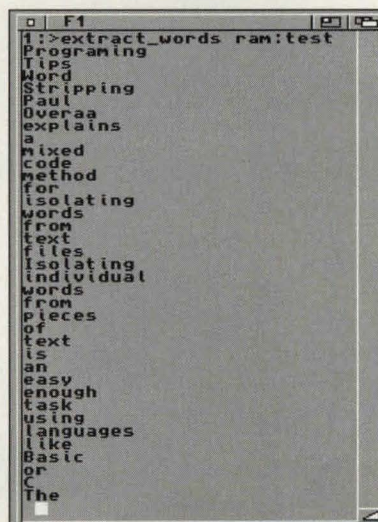 F1
1:>extract_words ram:test
Programing
Tips
Word
Stripping
Paul
Overaa
explains
a
mixed
code
method
for
isolating
words
from
text
files
Isolating
individual
words
from
pieces
of
text
is
an
easy
enough
task
using
languages
like
Basic
or
C
The